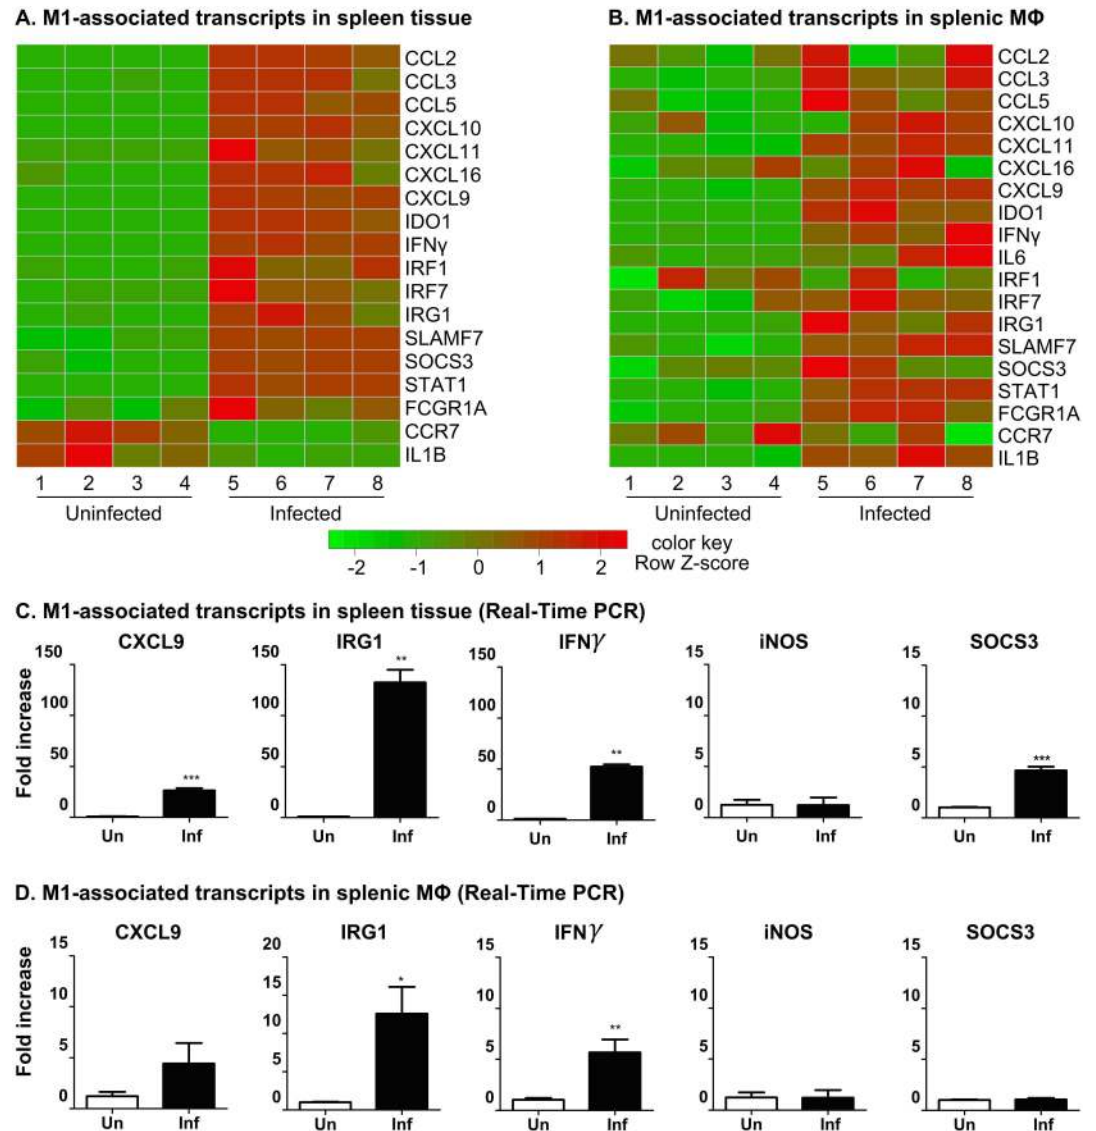 A. M1-associated transcripts in spleen tissue
CCL2
CCL3
CCL5
CXCL10
CXCL11
CXCL16
CXCL9
IDO1
IFNγ
IRF1
IRF7
IRG1
SLAMF7
SOCS3
STAT1
FCGR1A
CCR7
IL1B
1 2 3 4 5 6 7 8
Uninfected Infected
B. M1-associated transcripts in splenic MΦ
CCL2
CCL3
CCL5
CXCL10
CXCL11
CXCL16
CXCL9
IDO1
IFNγ
IL6
IRF1
IRF7
IRG1
SLAMF7
SOCS3
STAT1
FCGR1A
CCR7
IL1B
1 2 3 4 5 6 7 8
Uninfected Infected
-2 -1 0 1 2
color key
Row Z-score
C. M1-associated transcripts in spleen tissue (Real-Time PCR)
Fold increase
CXCL9
150
100
50
0
***
Un Inf
IRG1
150
100
50
0
**
Un Inf
IFNγ
150
100
50
0
**
Un Inf
iNOS
15
10
5
0
Un Inf
SOCS3
15
10
5
0
***
Un Inf
D. M1-associated transcripts in splenic MΦ (Real-Time PCR)
Fold increase
CXCL9
15
10
5
0
Un Inf
IRG1
20
15
10
5
0
*
Un Inf
IFNγ
15
10
5
0
**
Un Inf
iNOS
15
10
5
0
Un Inf
SOCS3
15
10
5
0
Un Inf